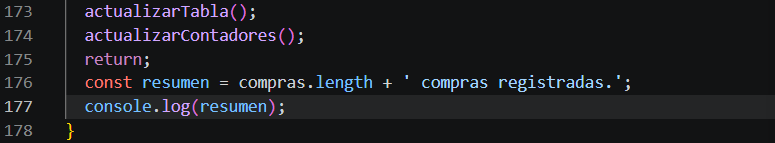 173 actualizarTabla();
174 actualizarContadores();
175 return;
176 const resumen = compras.length + ' compras registradas.';
177 console.log(resumen);
178 }